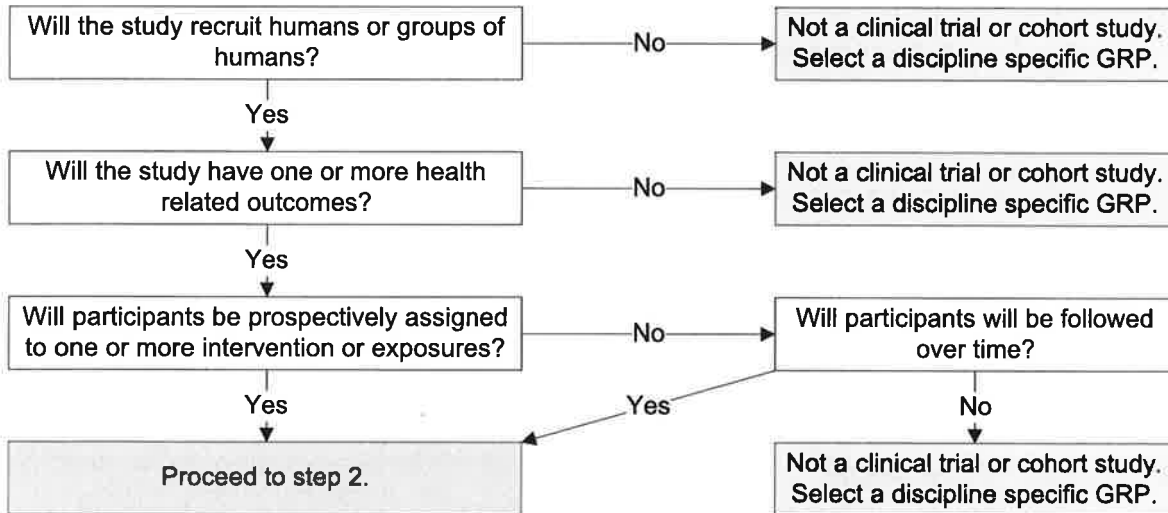 Will the study recruit humans or groups of
humans?
No
Not a clinical trial or cohort study.
Select a discipline specific GRP.
Yes
Will the study have one or more health
related outcomes?
No
Not a clinical trial or cohort study.
Select a discipline specific GRP.
Yes
Will participants be prospectively assigned
to one or more intervention or exposures?
No
Will participants will be followed
over time?
Yes
Yes
No
Proceed to step 2.
Not a clinical trial or cohort study.
Select a discipline specific GRP.